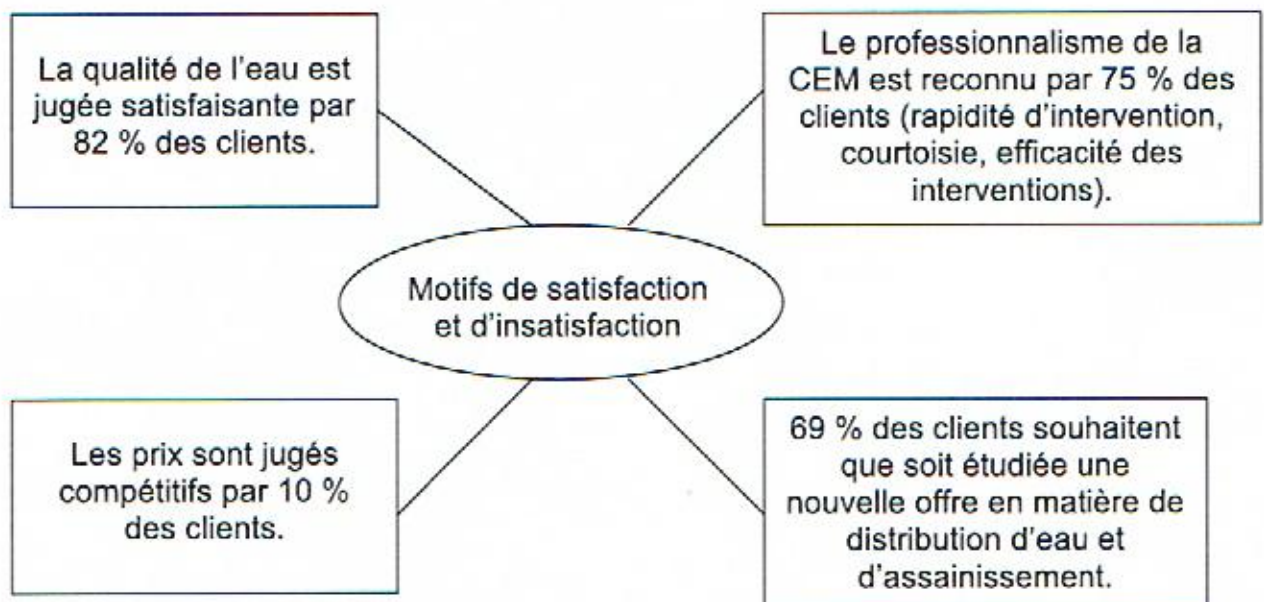 La qualité de l'eau est
jugée satisfaisante par
82 % des clients.
Le professionnalisme de la
CEM est reconnu par 75 % des
clients (rapidité d'intervention,
courtoisie, efficacité des
interventions).
Motifs de satisfaction
et d'insatisfaction
Les prix sont jugés
compétitifs par 10 %
des clients.
69 % des clients souhaitent
que soit étudiée une
nouvelle offre en matière de
distribution d'eau et
d'assainissement.